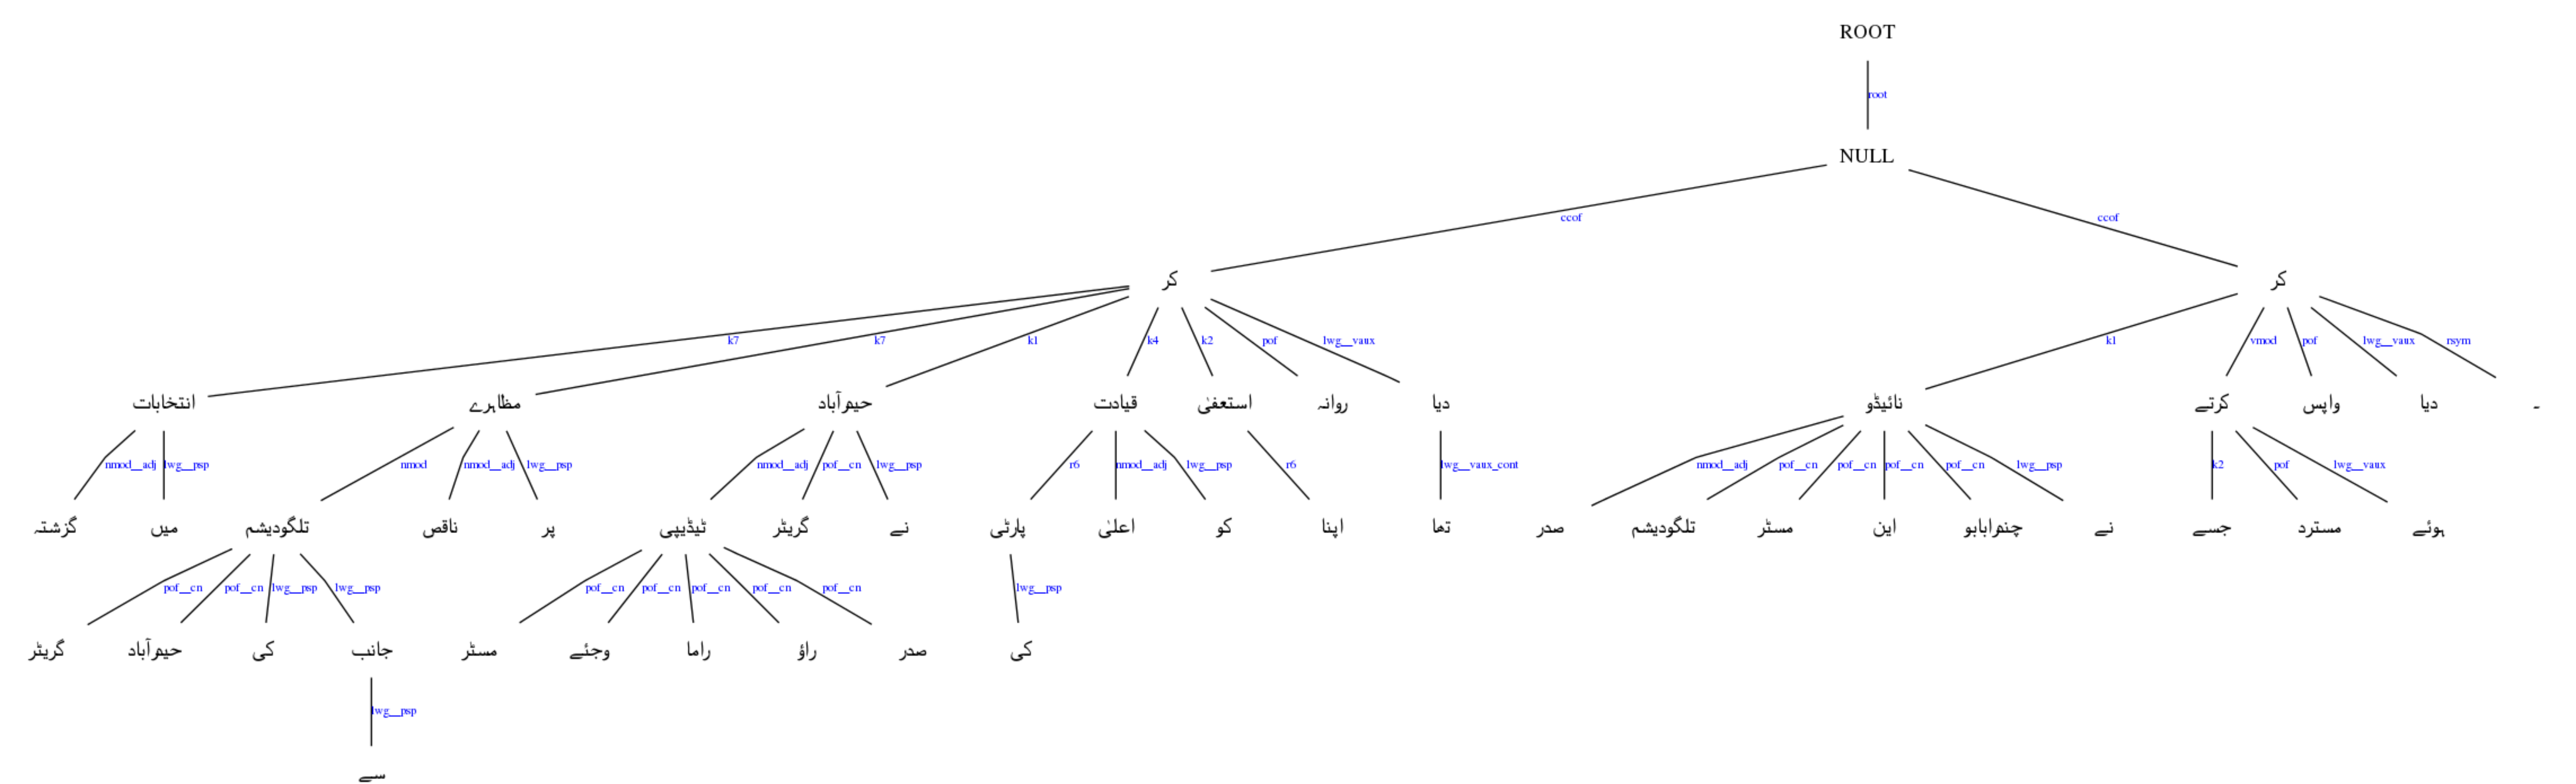 ROOT
root
NULL
ccof ccof
کر کر
k7 k7 k1 k4 k2 pof lwg__vaux k1 vmod pof lwg__vaux rsym
انتخابات مظاہرے حیدرآباد قیادت استعفیٰ روانہ دیا نائیڈو کرتے واپس دیا ۔
nmod__adj lwg__psp nmod nmod__adj lwg__psp nmod__adj pof__cn lwg__psp r6 nmod__adj lwg__psp r6 lwg__vaux_cont nmod__adj pof__cn pof__cn pof__cn pof__cn lwg__psp k2 pof lwg__vaux
گزشتہ میں تلگودیشم ناقص پر ٹیڈیپی گریٹر نے پارٹی اعلیٰ کو اپنا تھا صدر تلگودیشم مسٹر این چندرابابو نے جسے مسترد ہوئے
pof__cn pof__cn lwg__psp lwg__psp pof__cn pof__cn pof__cn pof__cn pof__cn lwg__psp
گریٹر حیدرآباد کی جانب مسٹر وجئے راما راؤ صدر کی
lwg__psp
سے